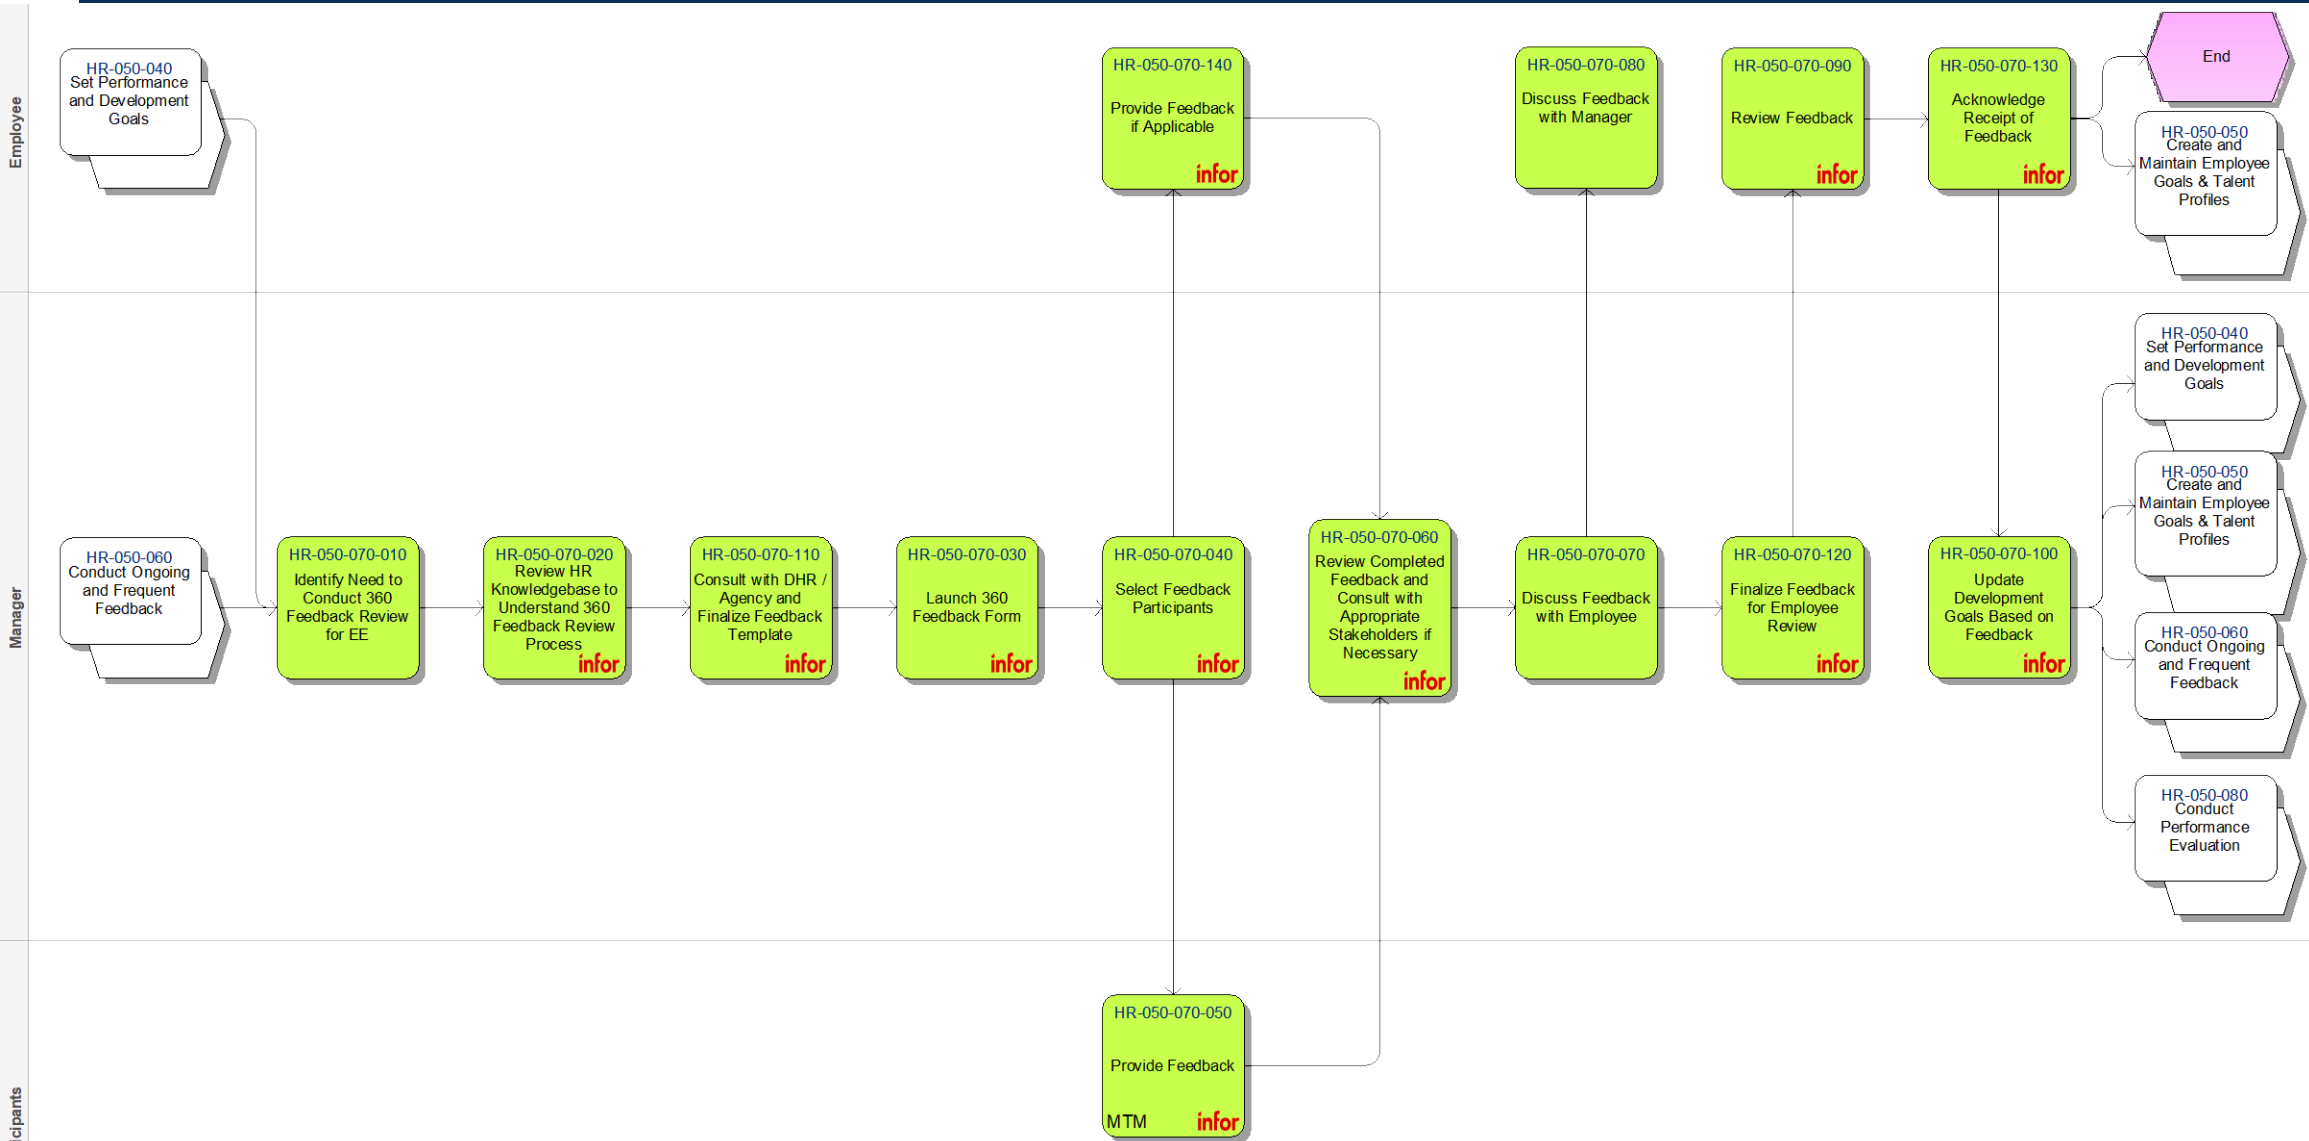 Employee
HR-050-040
Set Performance
and Development
Goals
HR-050-070-140
Provide Feedback
if Applicable
infor
HR-050-070-080
Discuss Feedback
with Manager
HR-050-070-090
Review Feedback
infor
HR-050-070-130
Acknowledge
Receipt of
Feedback
infor
End
HR-050-050
Create and
Maintain Employee
Goals & Talent
Profiles
Manager
HR-050-060
Conduct Ongoing
and Frequent
Feedback
HR-050-070-010
Identify Need to
Conduct 360
Feedback Review
for EE
HR-050-070-020
Review HR
Knowledgebase to
Understand 360
Feedback Review
Process
infor
HR-050-070-110
Consult with DHR /
Agency and
Finalize Feedback
Template
infor
HR-050-070-030
Launch 360
Feedback Form
infor
HR-050-070-040
Select Feedback
Participants
infor
HR-050-070-060
Review Completed
Feedback and
Consult with
Appropriate
Stakeholders if
Necessary
infor
HR-050-070-070
Discuss Feedback
with Employee
HR-050-070-120
Finalize Feedback
for Employee
Review
infor
HR-050-070-100
Update
Development
Goals Based on
Feedback
infor
HR-050-040
Set Performance
and Development
Goals
HR-050-050
Create and
Maintain Employee
Goals & Talent
Profiles
HR-050-060
Conduct Ongoing
and Frequent
Feedback
HR-050-080
Conduct
Performance
Evaluation
cipants
HR-050-070-050
Provide Feedback
MTM infor